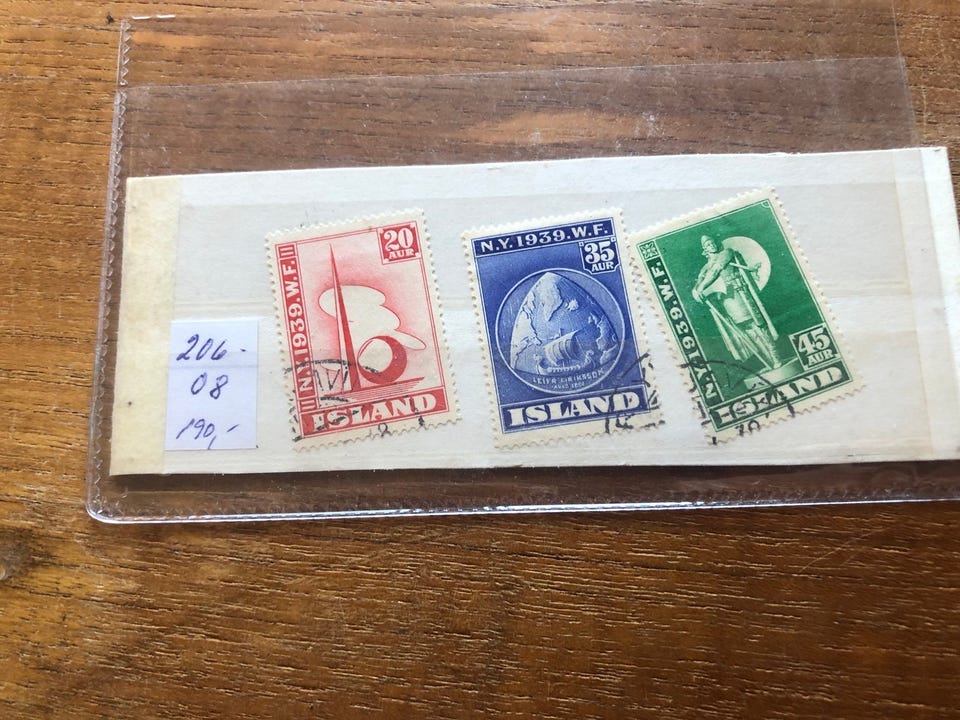 206-
08
190,-
N.Y.1939.W.F.
20
AUR
ISLAND
N.Y.1939.W.F.
35
AUR
LEIFR EIRIKSSON
ISLAND
N.Y.1939.W.F.
45
AUR
ISLAND